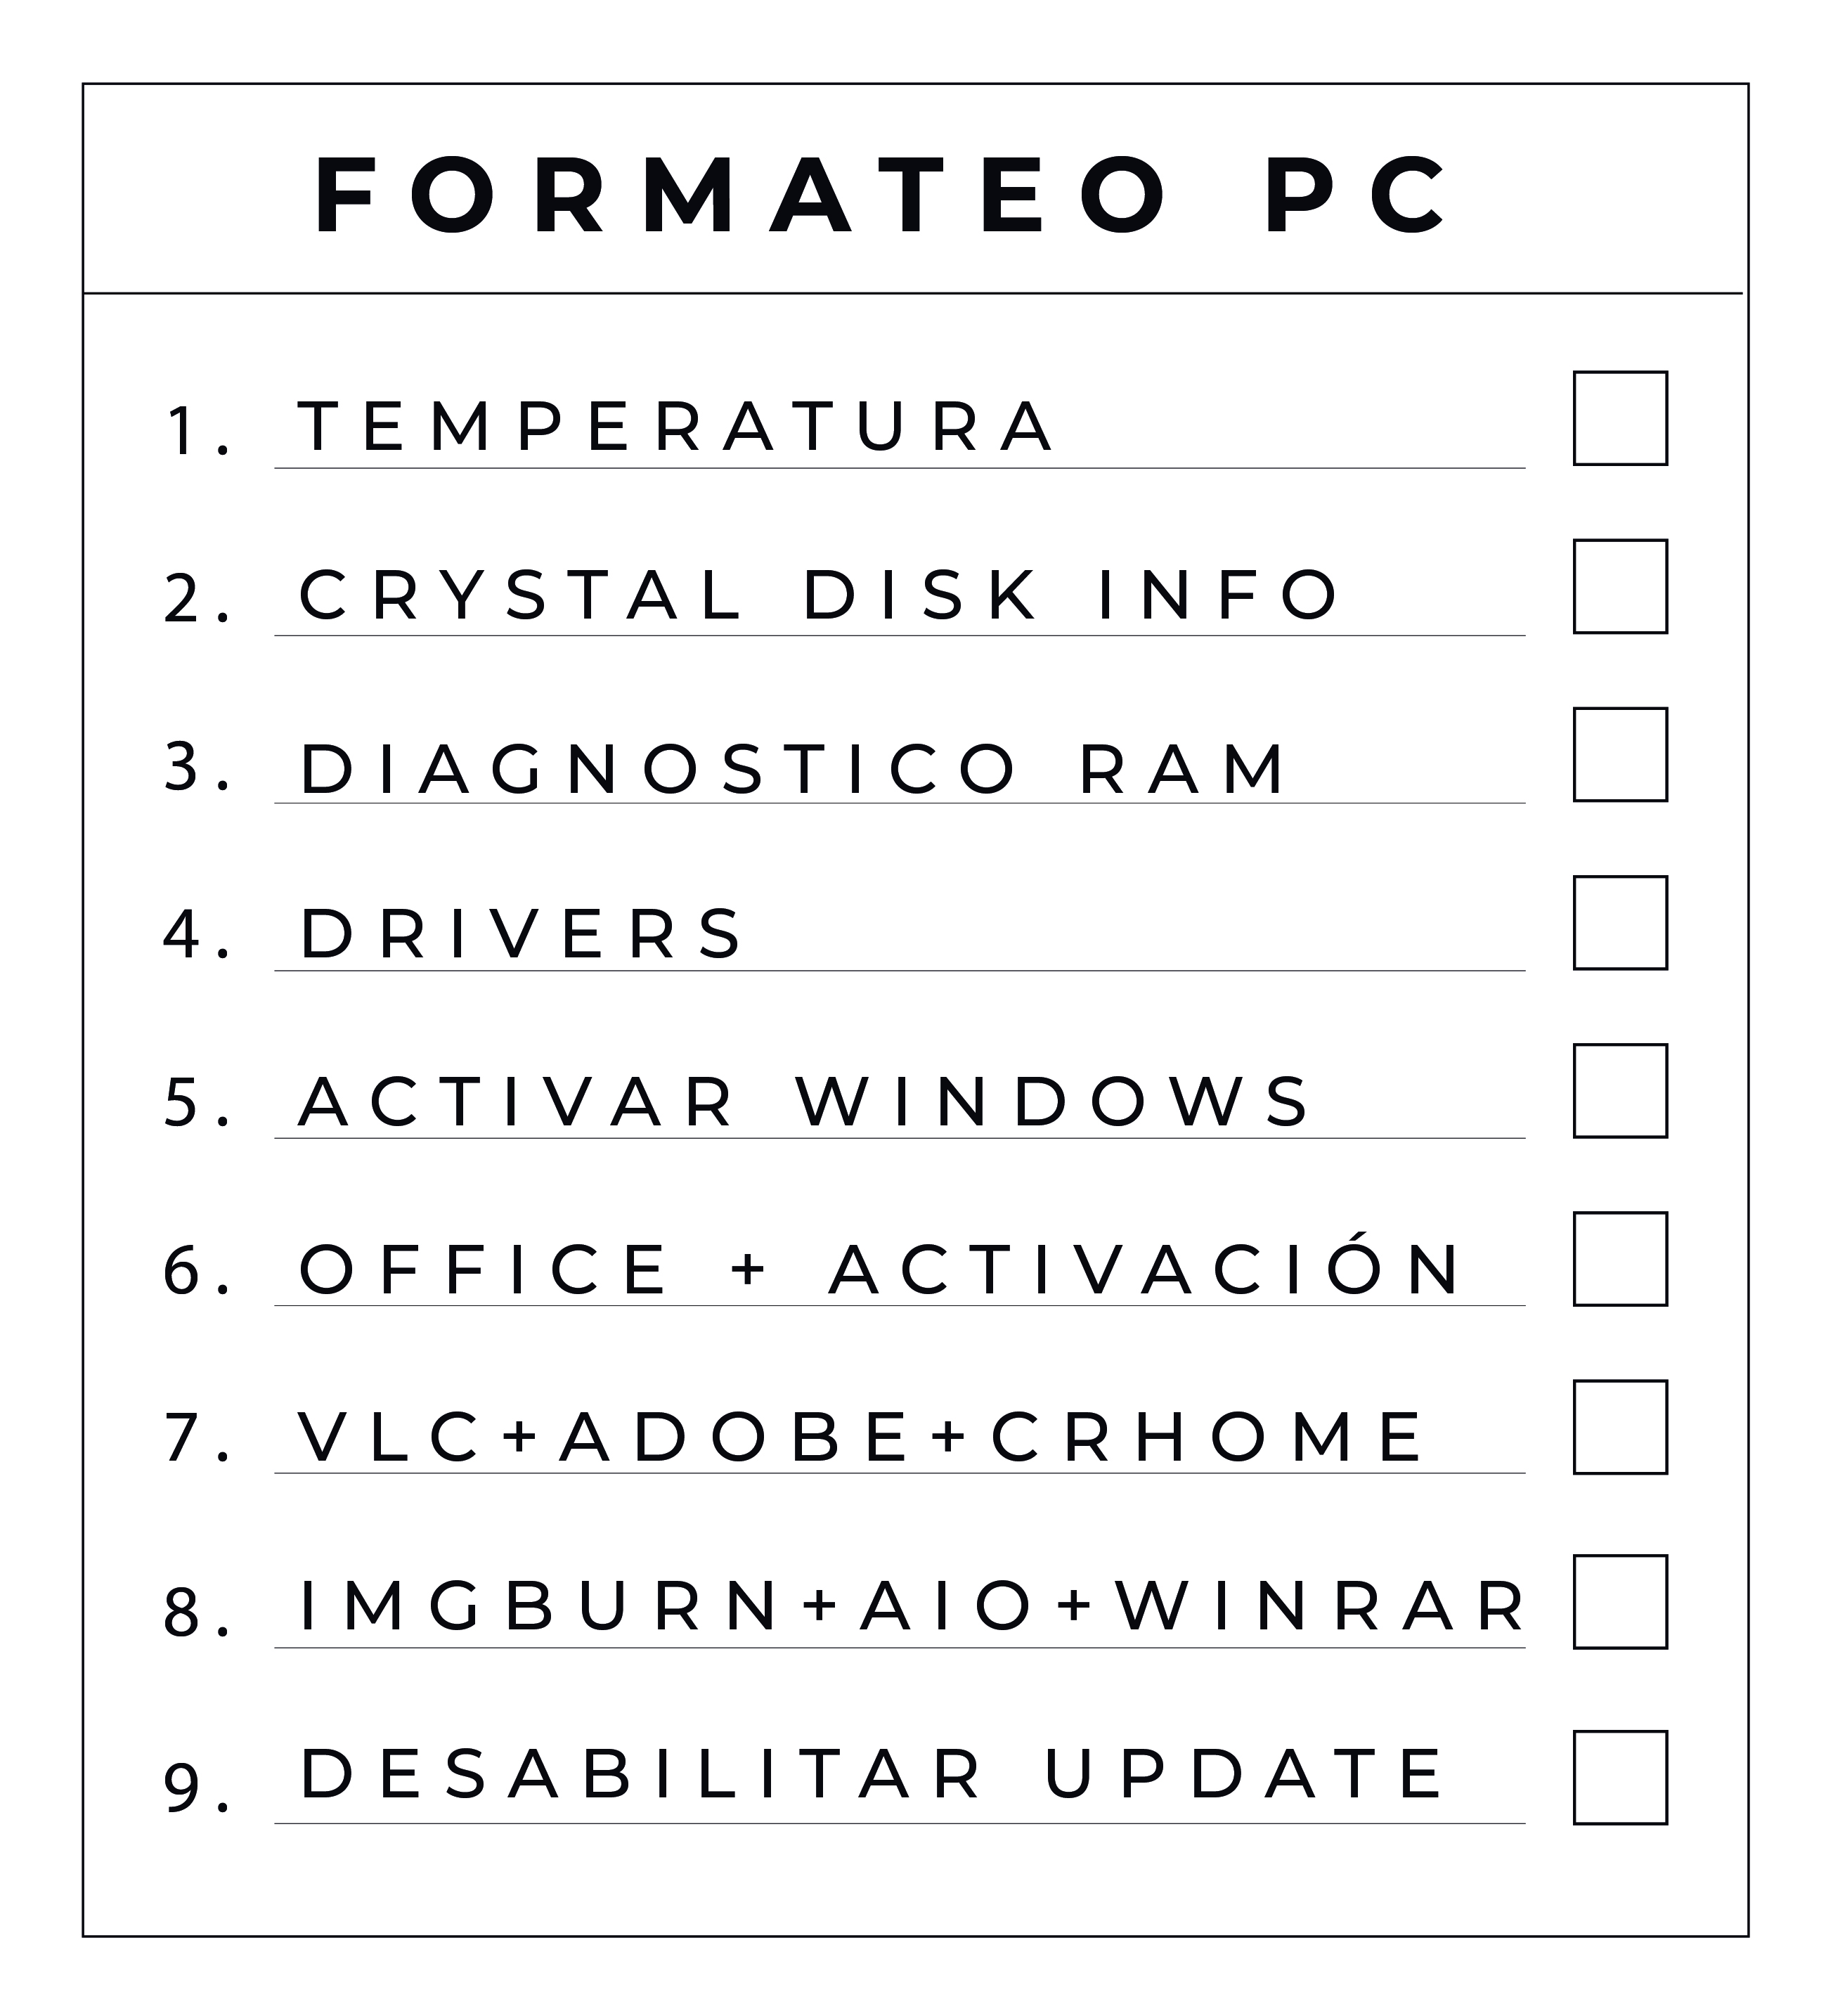 FORMATEO PC
1. TEMPERATURA
2. CRYSTAL DISK INFO
3. DIAGNOSTICO RAM
4. DRIVERS
5. ACTIVAR WINDOWS
6. OFFICE + ACTIVACIÓN
7. VLC+ADOBE+CRHOME
8. IMGBURN+AIO+WINRAR
9. DESABILITAR UPDATE